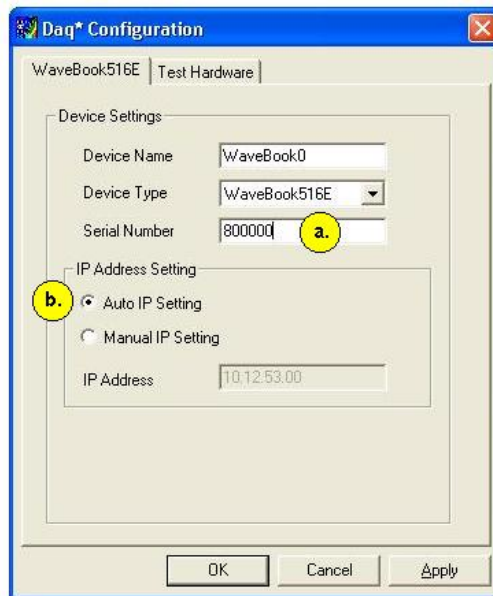 Daq* Configuration
WaveBook516E
Test Hardware
Device Settings
Device Name WaveBook0
Device Type WaveBook516E
Serial Number 800000 a.
IP Address Setting
b. Auto IP Setting
Manual IP Setting
IP Address 10.12.53.00
OK Cancel Apply